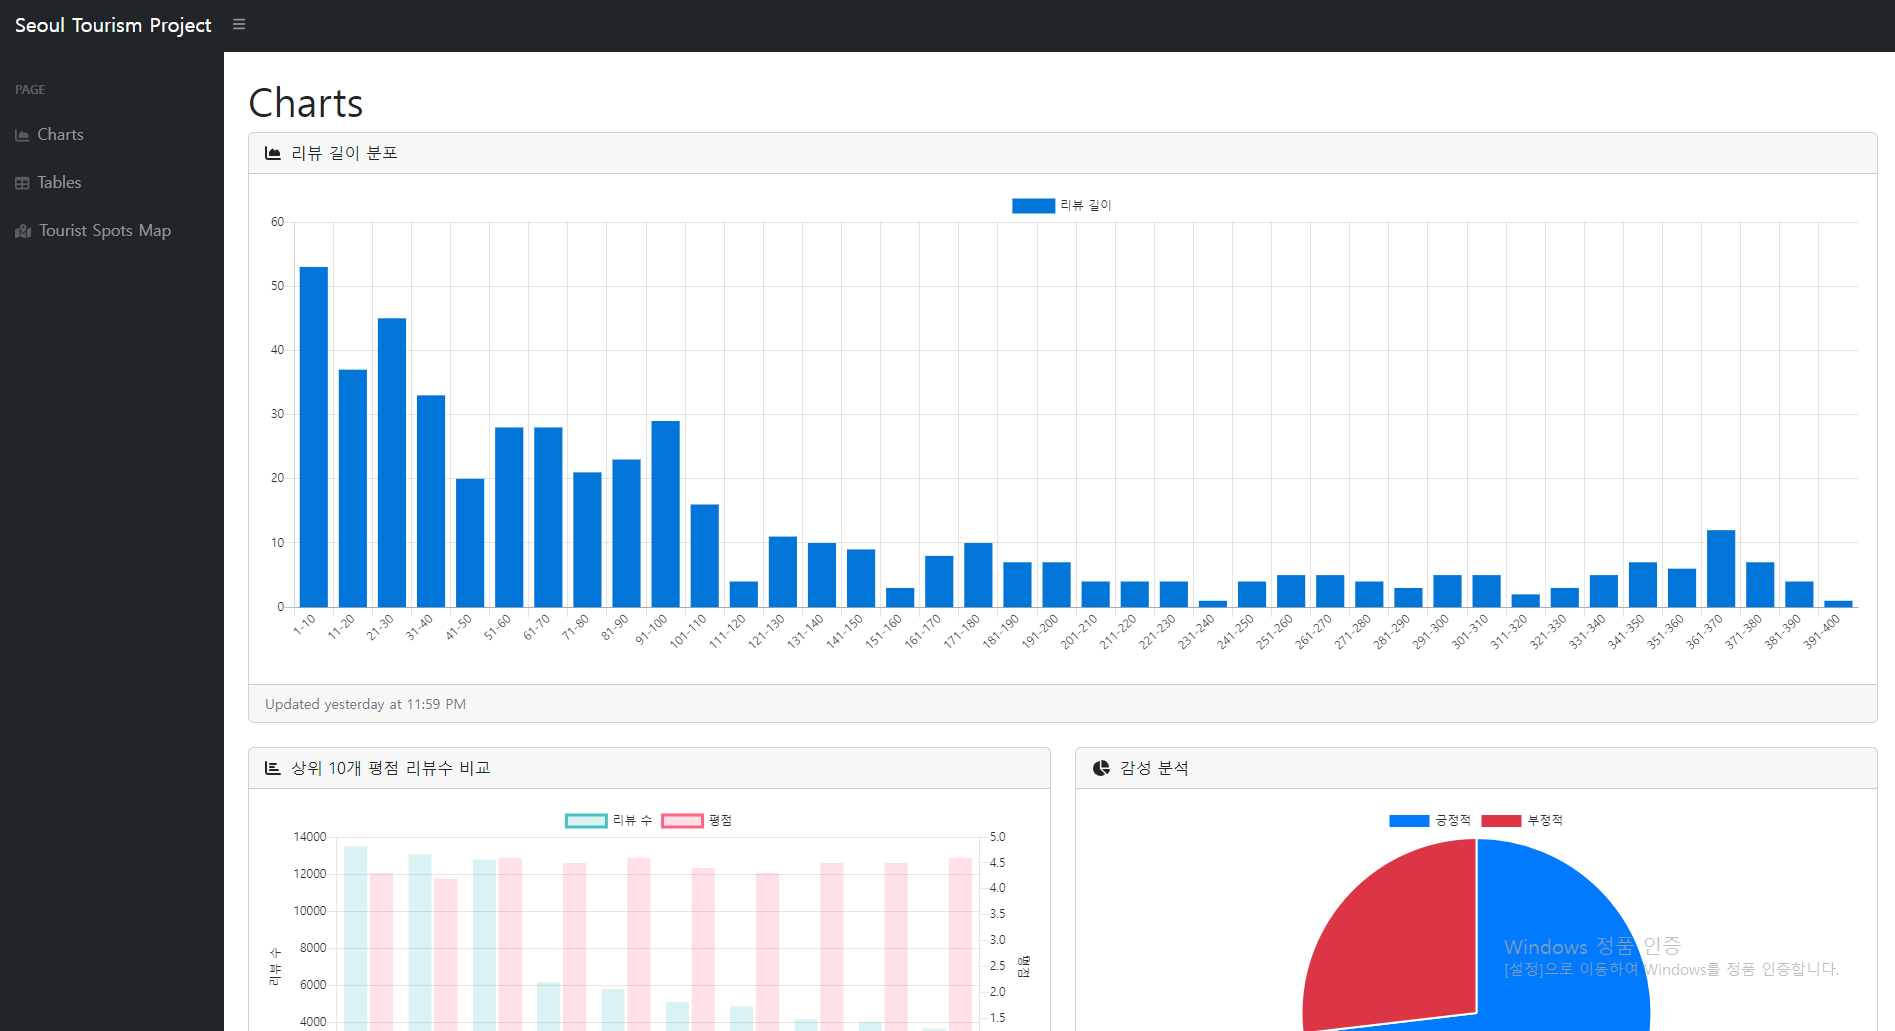 Seoul Tourism Project
PAGE
Charts
Tables
Tourist Spots Map
Charts
리뷰 길이 분포
리뷰 길이
60
50
40
30
20
10
0
1-10 11-20 21-30 31-40 41-50 51-60 61-70 71-80 81-90 91-100 101-110 111-120 121-130 131-140 141-150 151-160 161-170 171-180 181-190 191-200 201-210 211-220 221-230 231-240 241-250 251-260 261-270 271-280 281-290 291-300 301-310 311-320 321-330 331-340 341-350 351-360 361-370 371-380 381-390 391-400
Updated yesterday at 11:59 PM
상위 10개 평점 리뷰수 비교
리뷰 수 평점
14000
12000
10000
8000
6000
4000
리뷰 수
5.0
4.5
4.0
3.5
3.0
2.5
2.0
1.5
평점
감성 분석
긍정적 부정적
Windows 정품 인증
[설정]으로 이동하여 Windows를 정품 인증합니다.